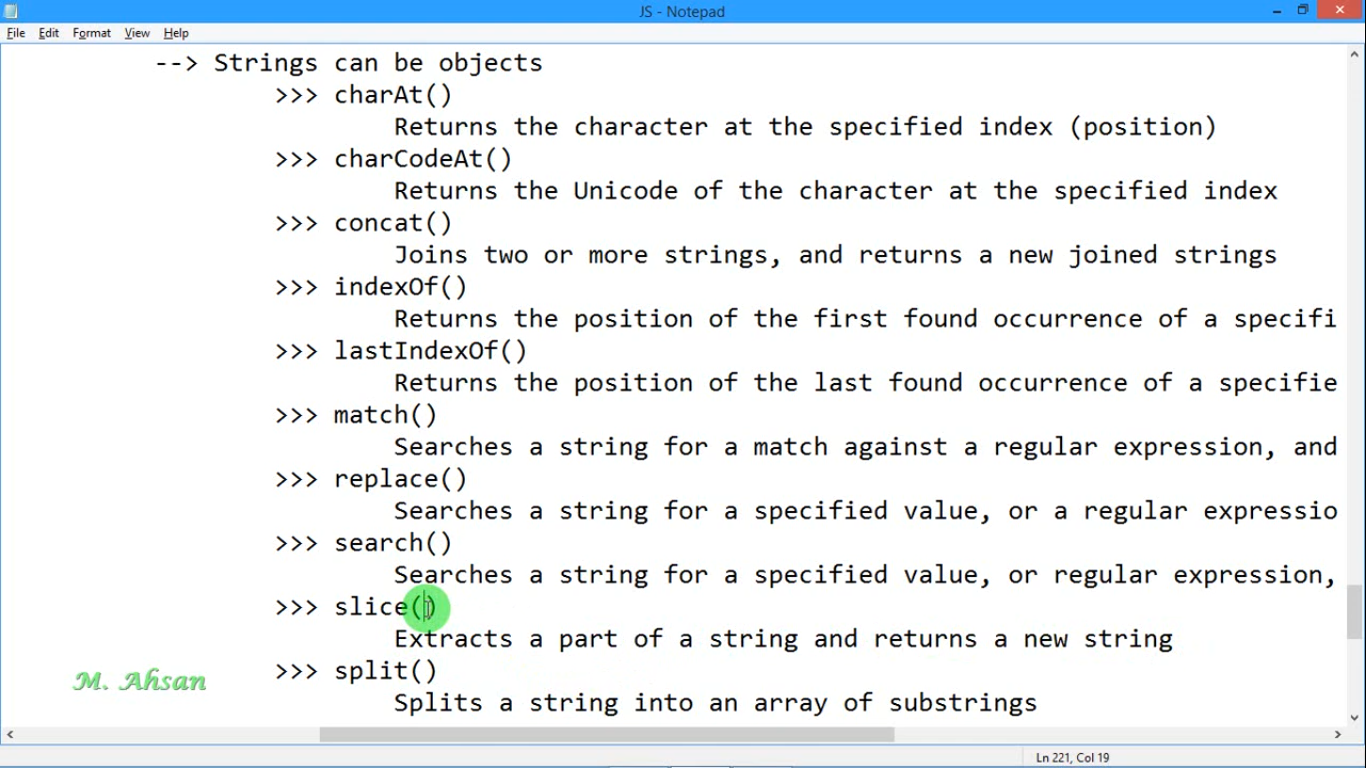 JS - Notepad
File Edit Format View Help
--> Strings can be objects
>>> charAt()
Returns the character at the specified index (position)
>>> charCodeAt()
Returns the Unicode of the character at the specified index
>>> concat()
Joins two or more strings, and returns a new joined strings
>>> indexOf()
Returns the position of the first found occurrence of a specifi
>>> lastIndexOf()
Returns the position of the last found occurrence of a specifie
>>> match()
Searches a string for a match against a regular expression, and
>>> replace()
Searches a string for a specified value, or a regular expressio
>>> search()
Searches a string for a specified value, or regular expression,
>>> slice()
Extracts a part of a string and returns a new string
>>> split()
M. Ahsan
Splits a string into an array of substrings
Ln 221, Col 19